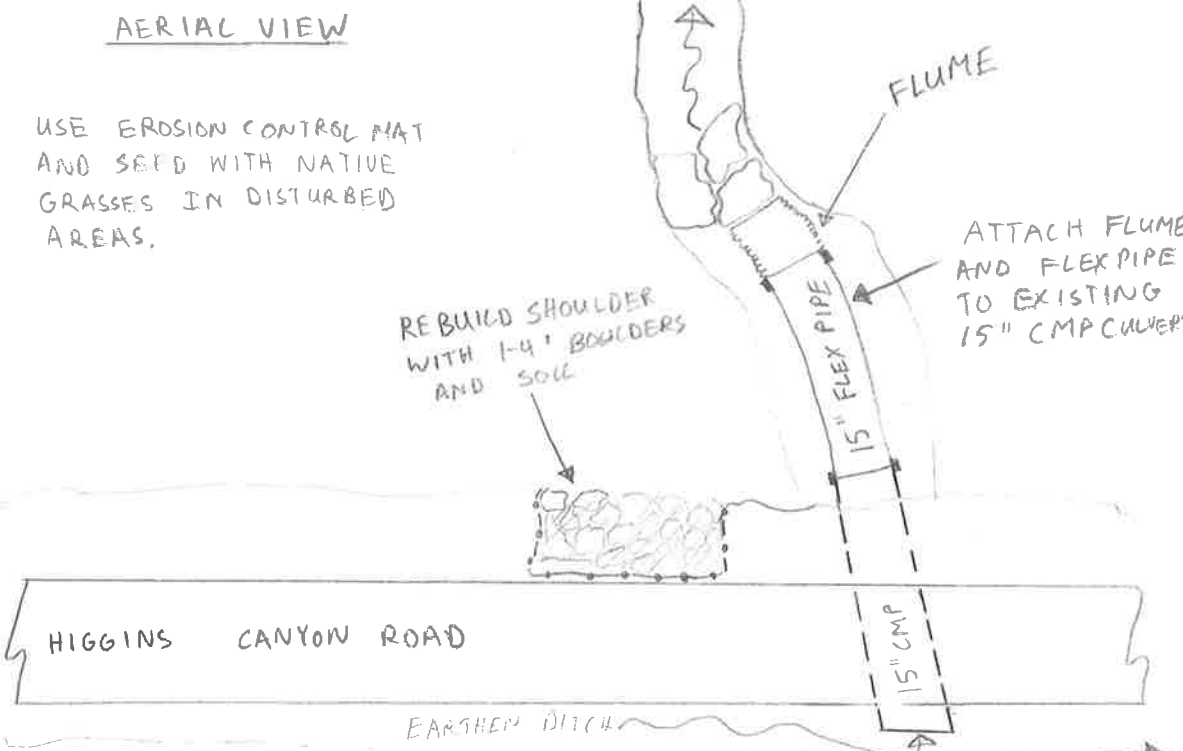 AERIAL VIEW
USE EROSION CONTROL MAT
AND SEED WITH NATIVE
GRASSES IN DISTURBED
AREAS.
FLUME
ATTACH FLUME
AND FLEX PIPE
TO EXISTING
15" CMP CULVERT
REBUILD SHOULDER
WITH 1-4' BOULDERS
AND SOIL
15" FLEX PIPE
HIGGINS CANYON ROAD
15" CMP
EARTHEN DITCH